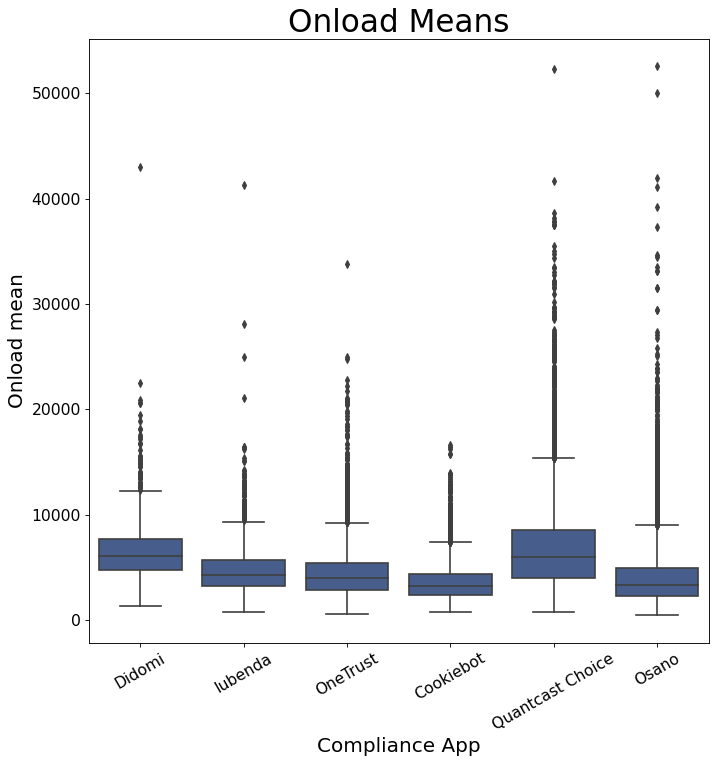 Onload Means
50000
40000
30000
20000
10000
0
Onload mean
Didomi
Iubenda
OneTrust
Cookiebot
Quantcast Choice
Osano
Compliance App